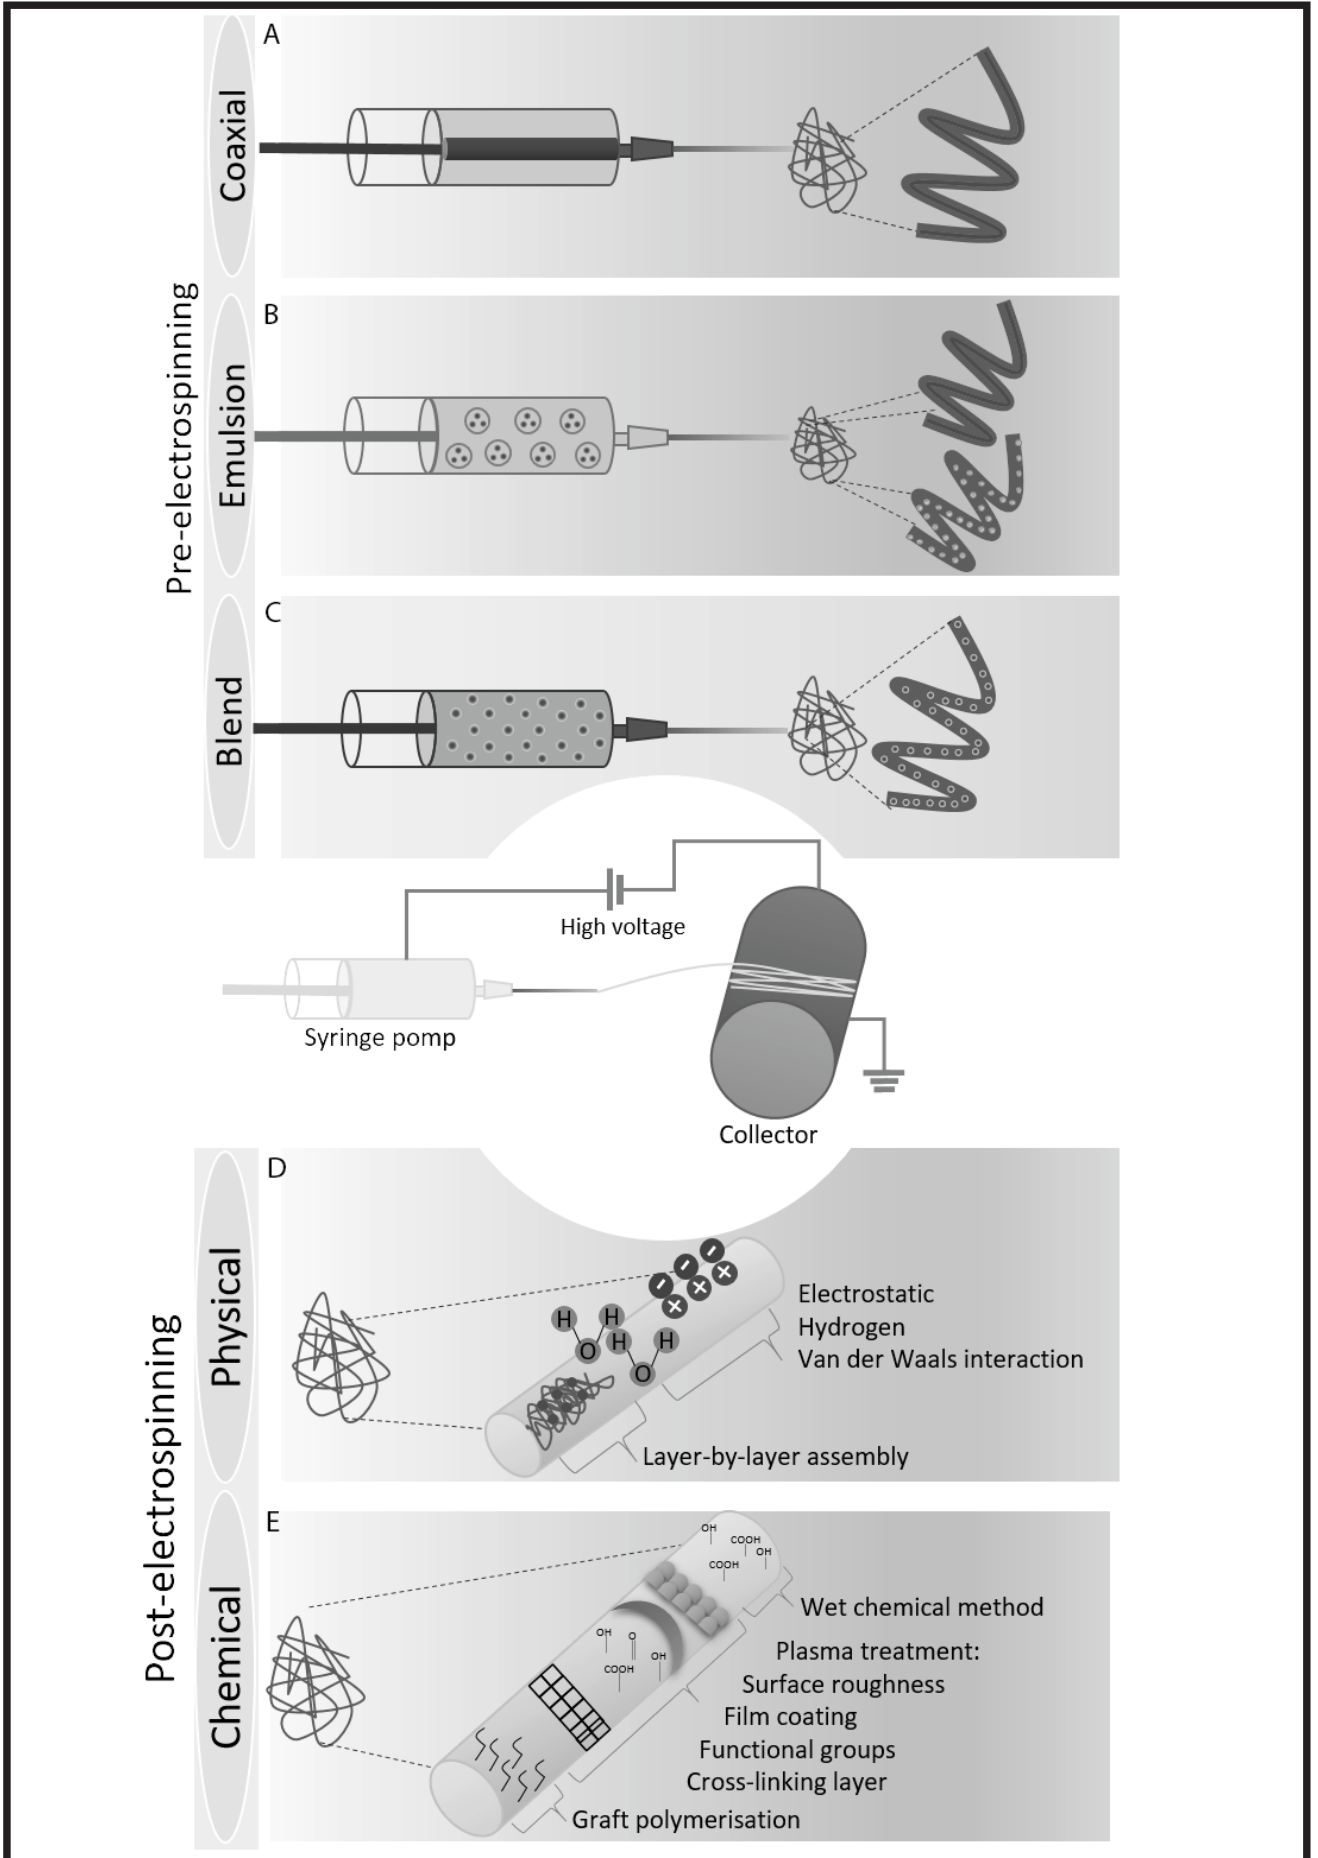 Pre-electrospinning
Coaxial
A
Emulsion
B
Blend
C
High voltage
Syringe pomp
Collector
Post-electrospinning
Physical
D
H
H
O
H
H
O
Electrostatic
Hydrogen
Van der Waals interaction
Layer-by-layer assembly
Chemical
E
OH
COOH
OH
COOH
Wet chemical method
OH
O
OH
COOH
Plasma treatment:
Surface roughness
Film coating
Functional groups
Cross-linking layer
Graft polymerisation